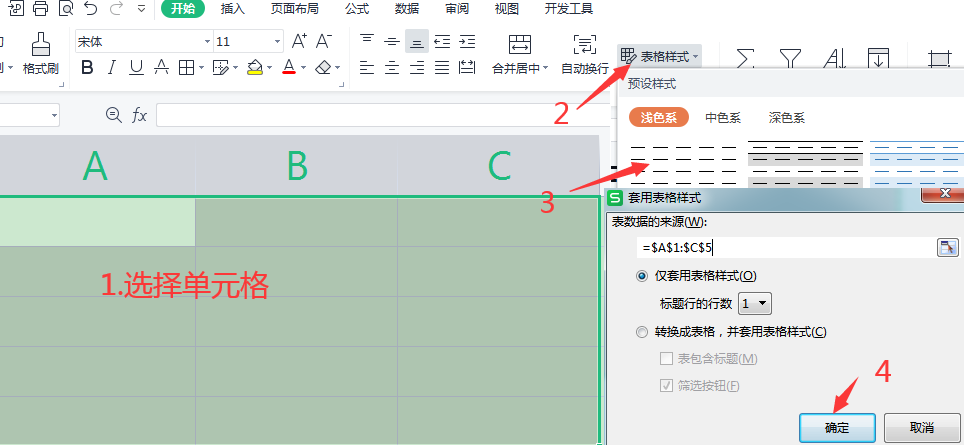 开始 插入 页面布局 公式 数据 审阅 视图 开发工具
宋体 11 A+ A-
格式刷 B I U A A 合并居中 自动换行 表格样式
fx
预设样式
2
浅色系 中色系 深色系
A B C
3
S 套用表格样式
表数据的来源(W):
=$A$1:$C$5
1.选择单元格
仅套用表格样式(O)
标题行的行数 1
转换成表格，并套用表格样式(C)
表包含标题(M)
筛选按钮(F)
4
确定 取消